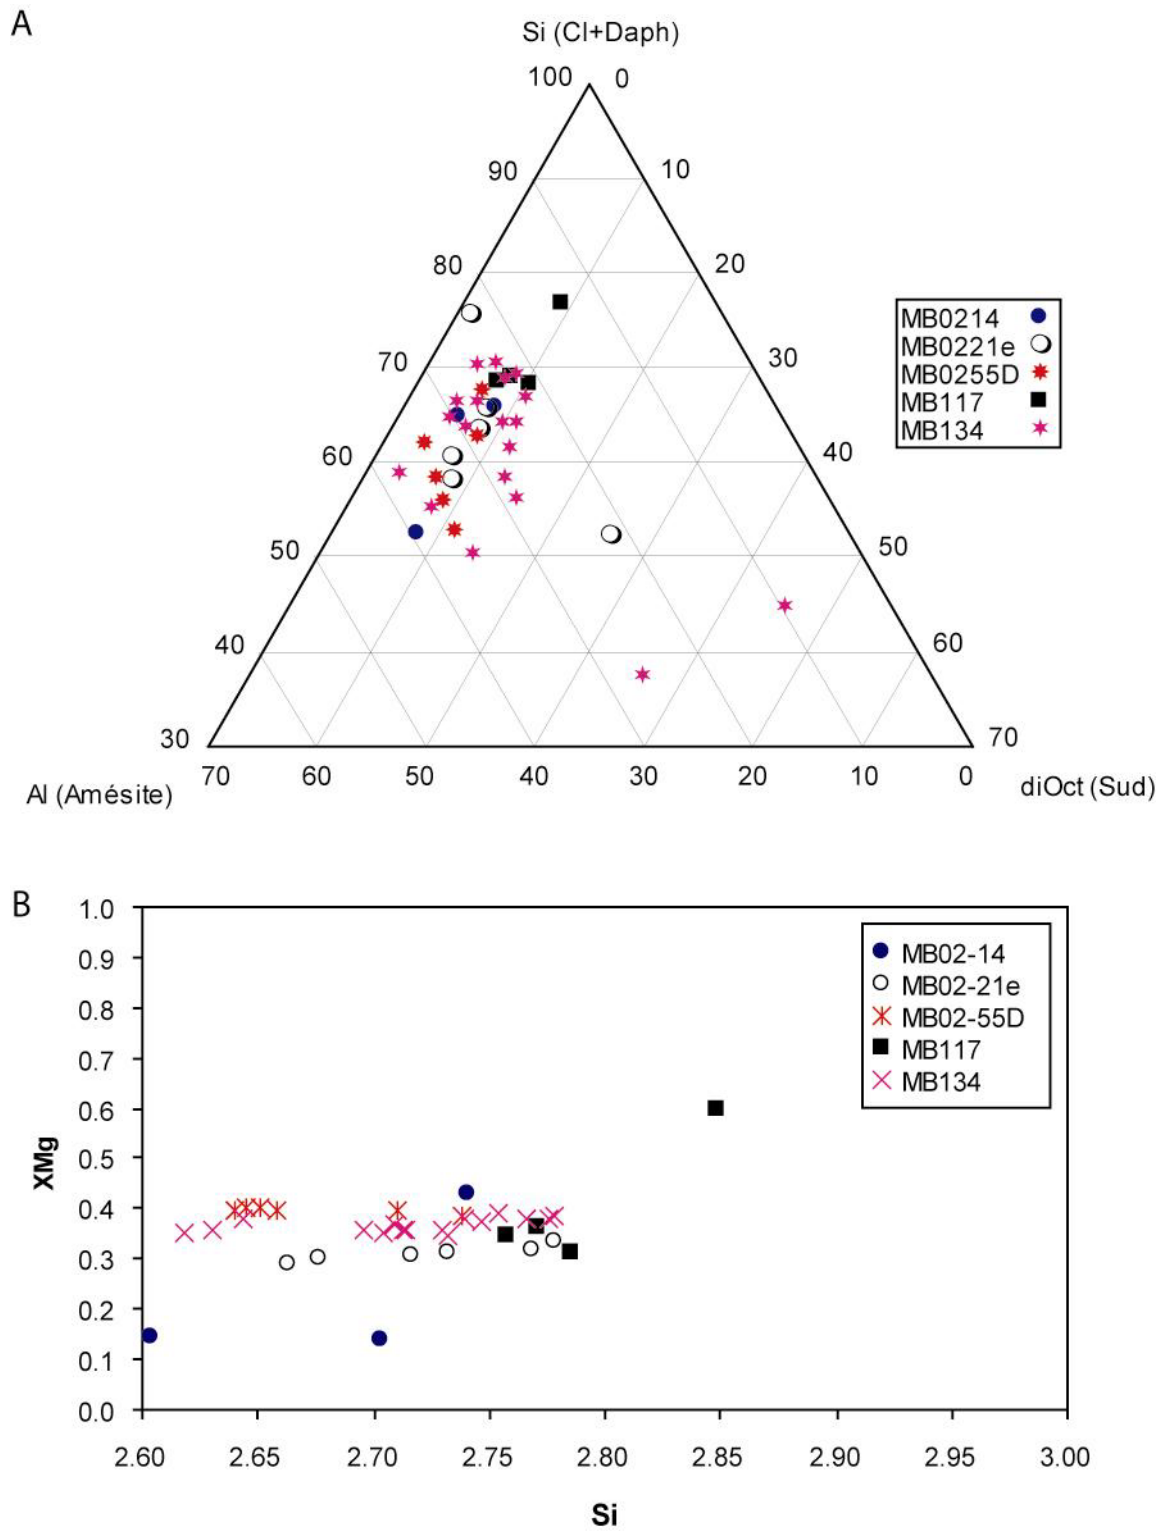 A
Si (Cl+Daph)
100 0
90 10
80 20
70 30
60 40
50 50
40 60
30 70
70 60 50 40 30 20 10 0
Al (Amésite)
diOct (Sud)
MB0214
MB0221e
MB0255D
MB117
MB134
B
1.0
0.9
0.8
0.7
0.6
0.5
0.4
0.3
0.2
0.1
0.0
XMg
MB02-14
MB02-21e
MB02-55D
MB117
MB134
2.60 2.65 2.70 2.75 2.80 2.85 2.90 2.95 3.00
Si